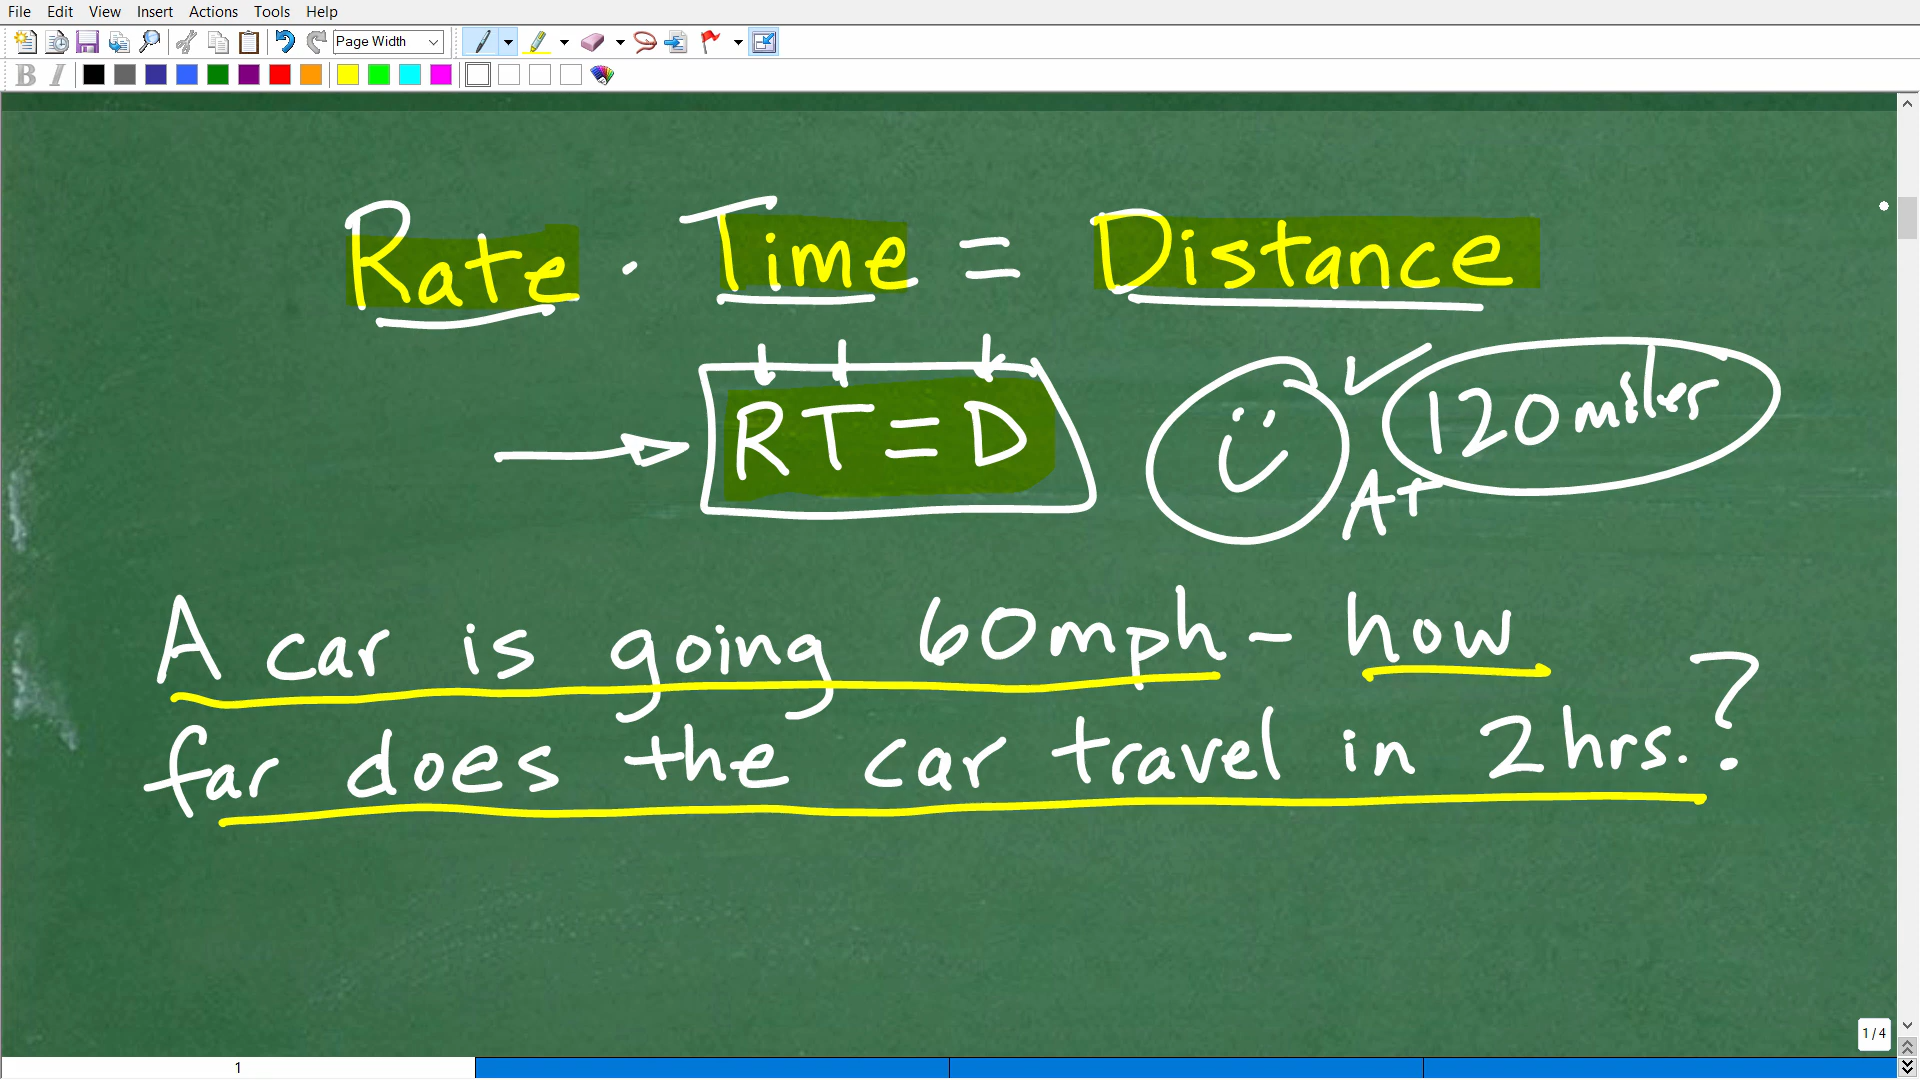 File Edit View Insert Actions Tools Help
Page Width
B I
Rate · Time = Distance
RT = D
120 miles
A+
A car is going 60mph - how
far does the car travel in 2hrs.?
1 / 4
1